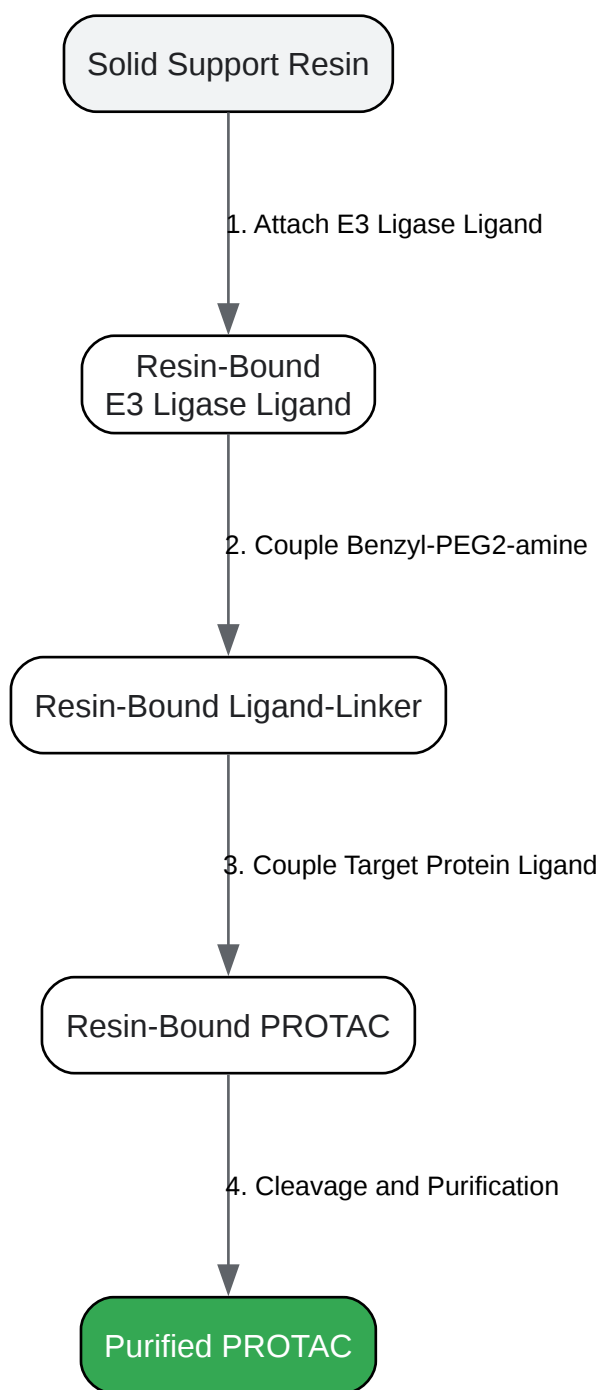 Solid Support Resin
1. Attach E3 Ligase Ligand
Resin-Bound
E3 Ligase Ligand
2. Couple Benzyl-PEG2-amine
Resin-Bound Ligand-Linker
3. Couple Target Protein Ligand
Resin-Bound PROTAC
4. Cleavage and Purification
Purified PROTAC